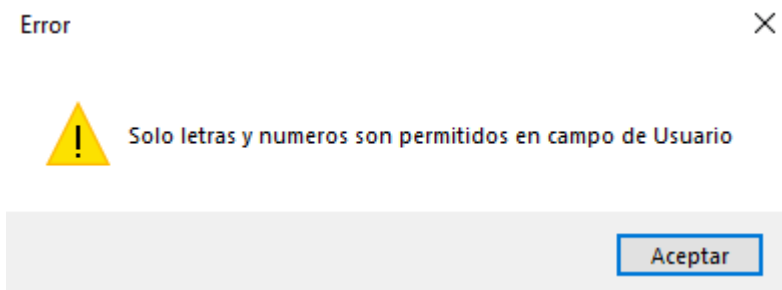 Error
Solo letras y numeros son permitidos en campo de Usuario
Aceptar